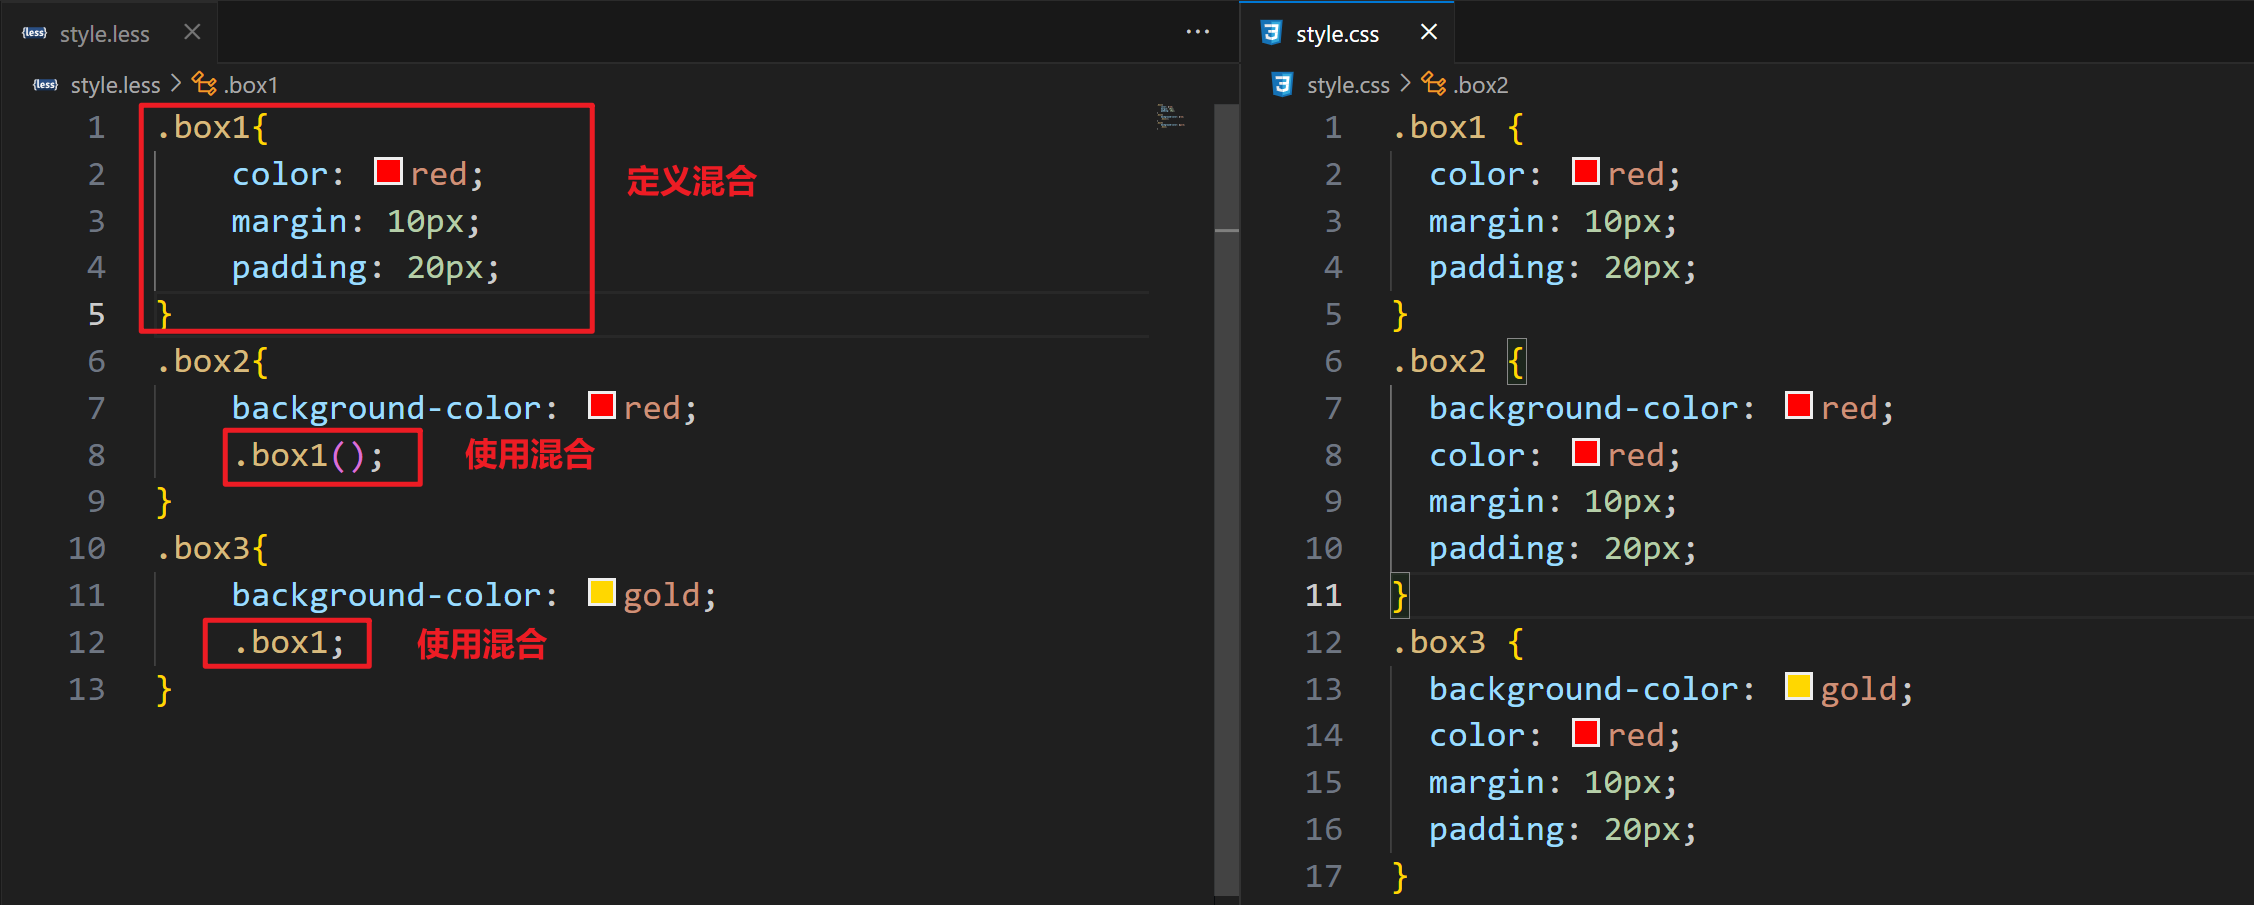 style.less
style.less > .box1
1 .box1{
2 color: red;
3 margin: 10px;
4 padding: 20px;
5 }
6 .box2{
7 background-color: red;
8 .box1();
9 }
10 .box3{
11 background-color: gold;
12 .box1;
13 }
定义混合
使用混合
使用混合
style.css
style.css > .box2
1 .box1 {
2 color: red;
3 margin: 10px;
4 padding: 20px;
5 }
6 .box2 {
7 background-color: red;
8 color: red;
9 margin: 10px;
10 padding: 20px;
11 }
12 .box3 {
13 background-color: gold;
14 color: red;
15 margin: 10px;
16 padding: 20px;
17 }